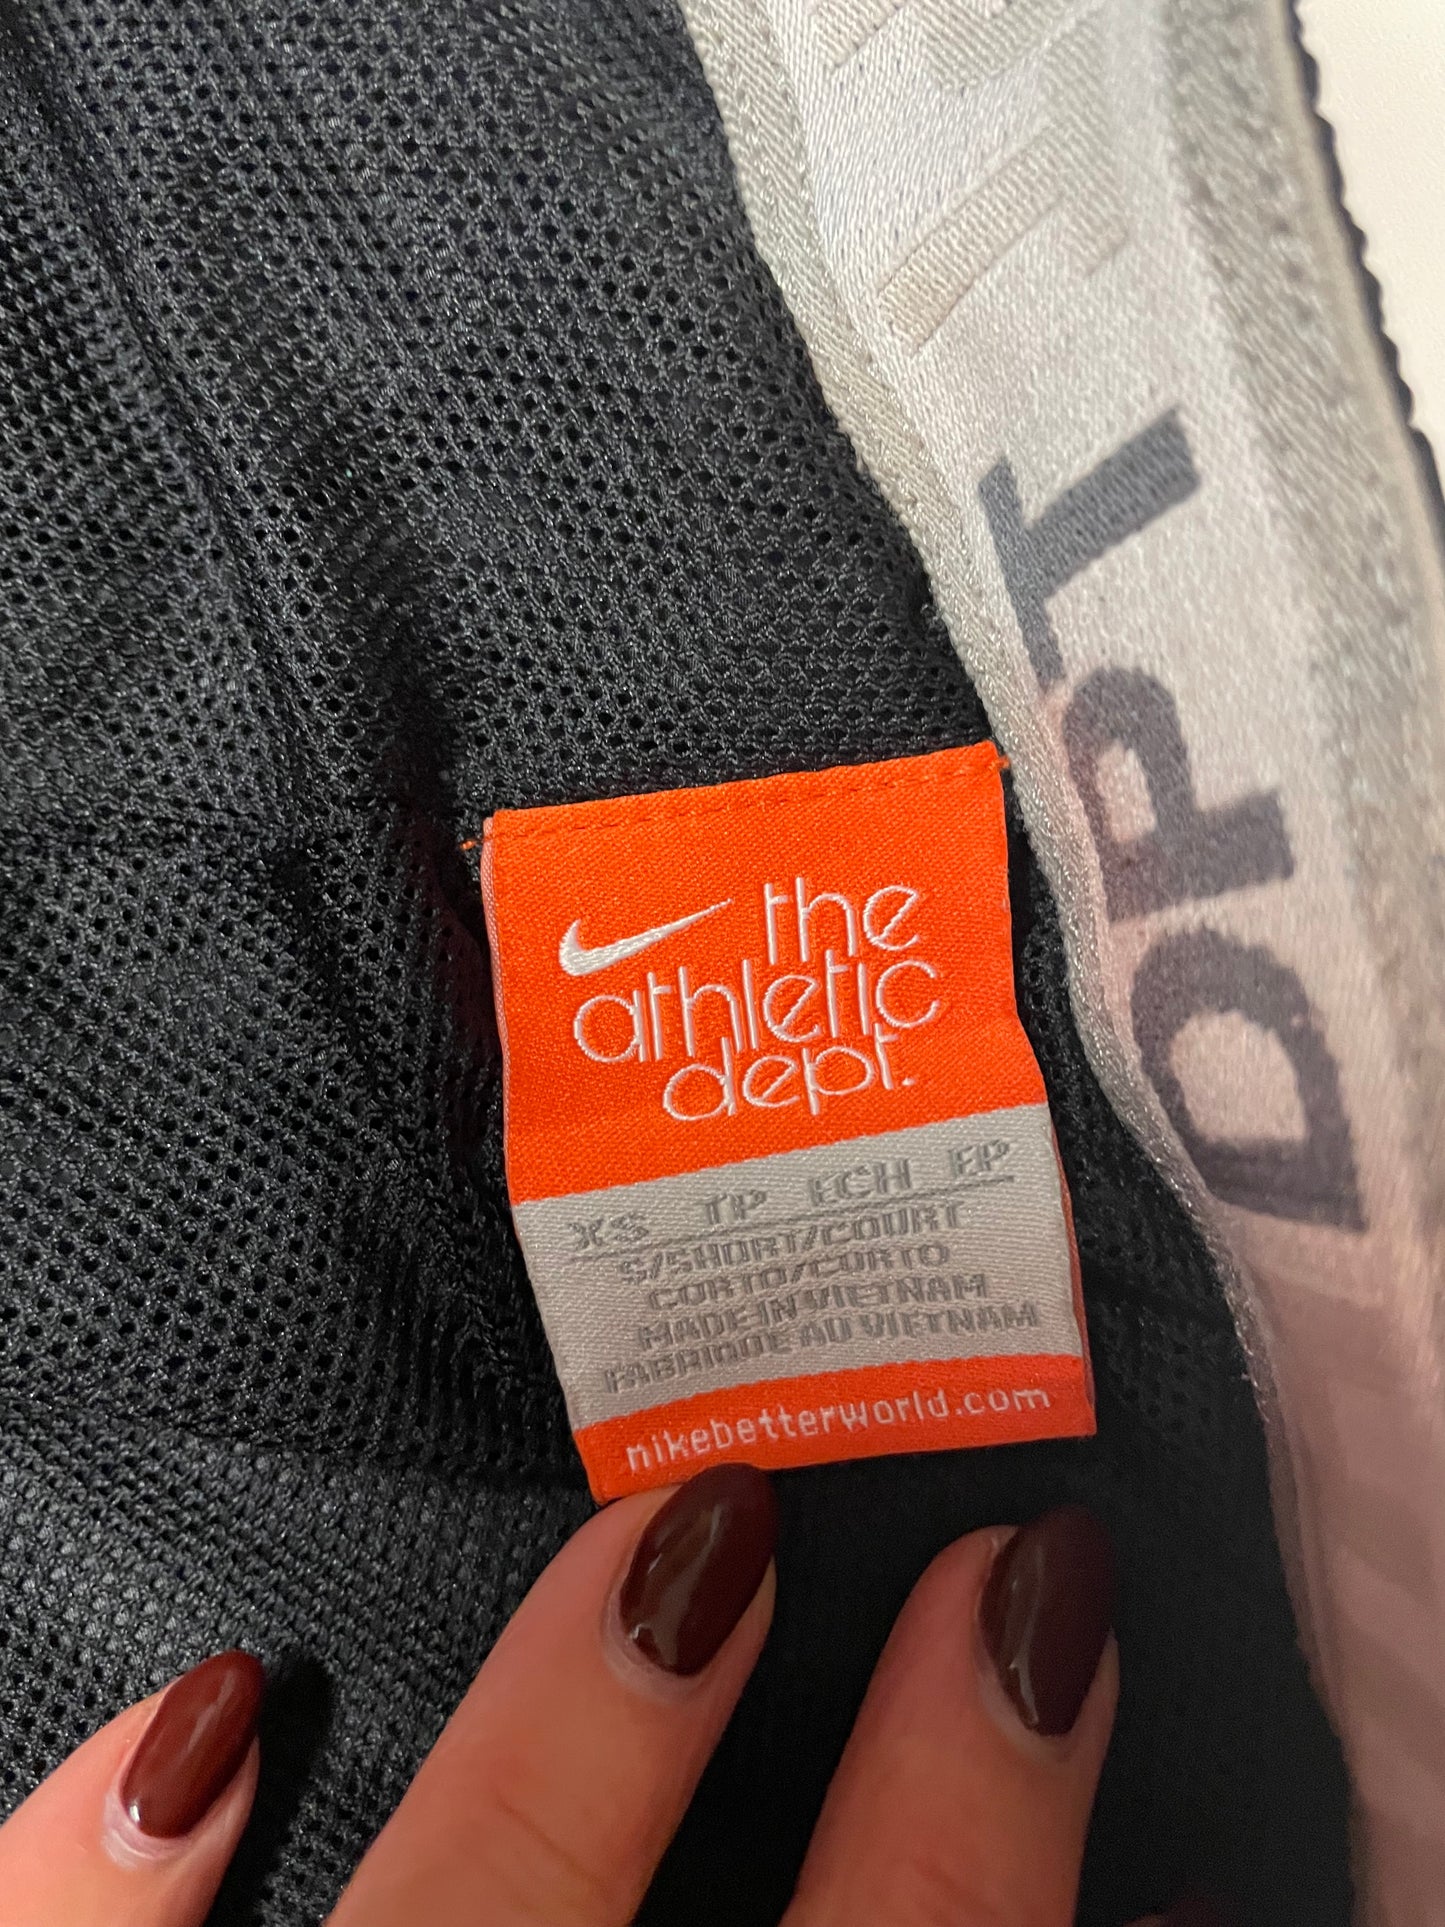 the
athletic
dept.
XS TP ECH EP
S/SHORT/COURT
CORTO/CURTO
MADE IN VIETNAM
FABRIQUE AU VIETNAM
nikebetterworld.com
DPT